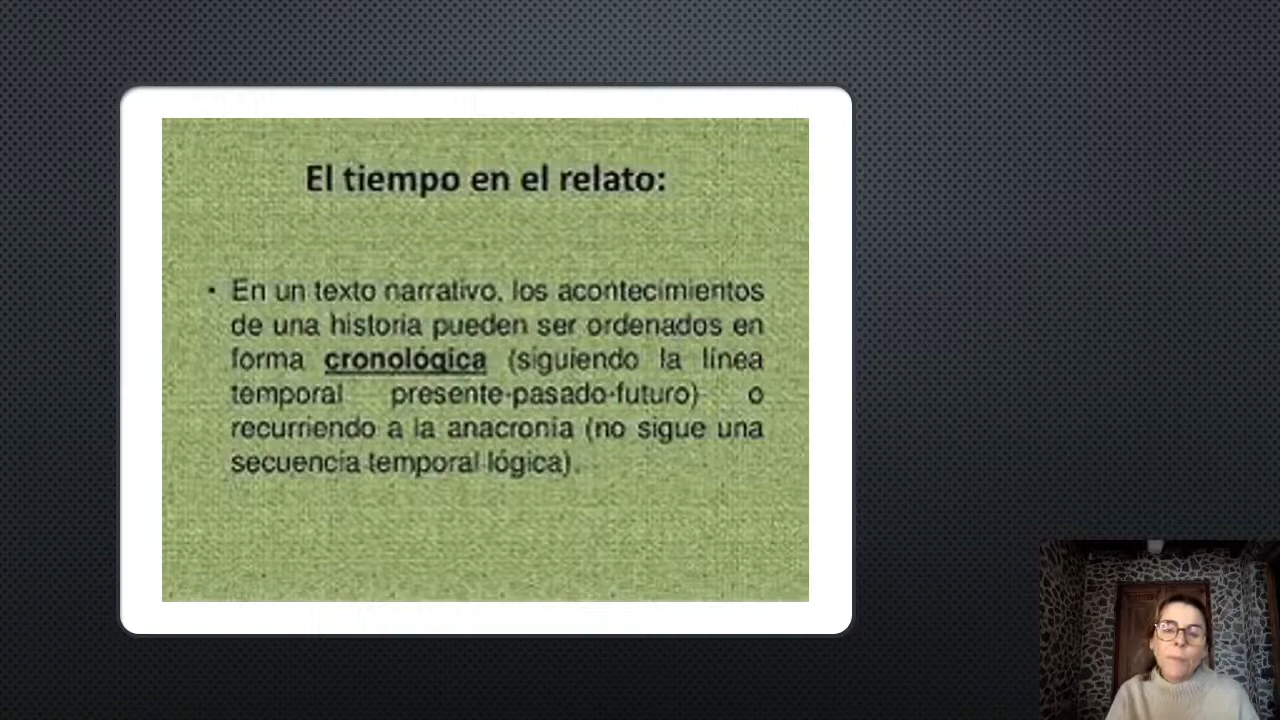 El tiempo en el relato:
• En un texto narrativo, los acontecimientos
de una historia pueden ser ordenados en
forma cronológica (siguiendo la línea
temporal presente-pasado-futuro) o
recurriendo a la anacronia (no sigue una
secuencia temporal lógica).